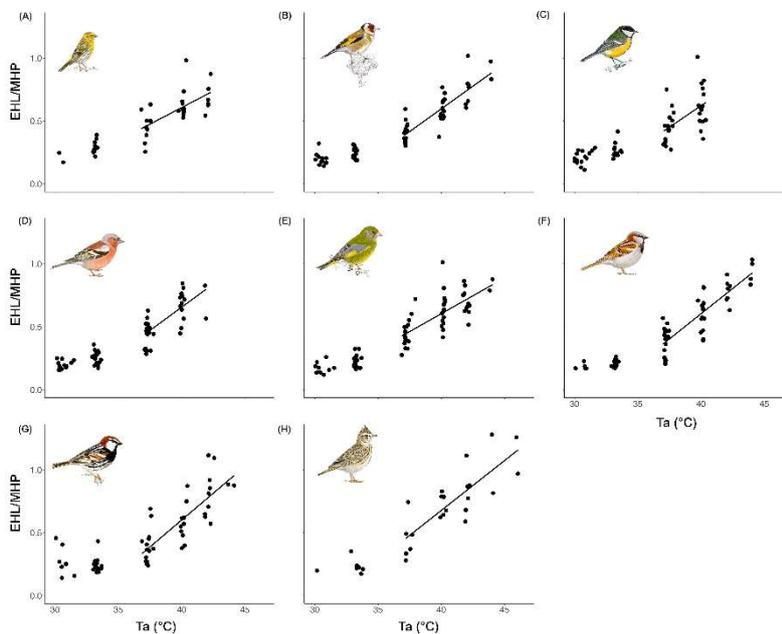 (A) (B) (C)
EHL/MHP
1.0
0.5
0.0
(D) (E) (F)
EHL/MHP
1.0
0.5
0.0
30 35 40 45
Ta (°C)
(G) (H)
EHL/MHP
1.0
0.5
0.0
30 35 40 45 30 35 40 45
Ta (°C) Ta (°C)